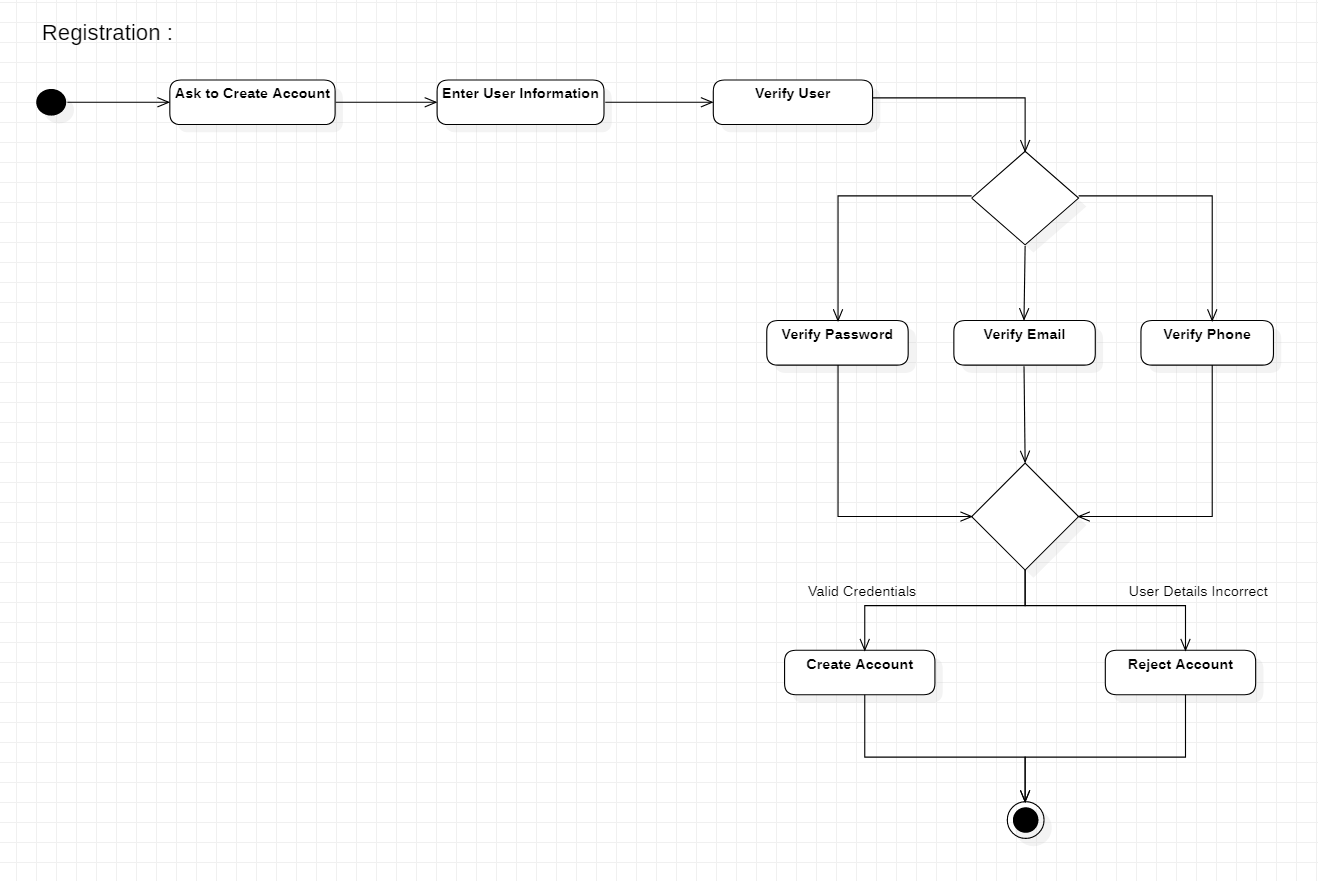 Registration :
Ask to Create Account
Enter User Information
Verify User
Verify Password
Verify Email
Verify Phone
Valid Credentials
User Details Incorrect
Create Account
Reject Account